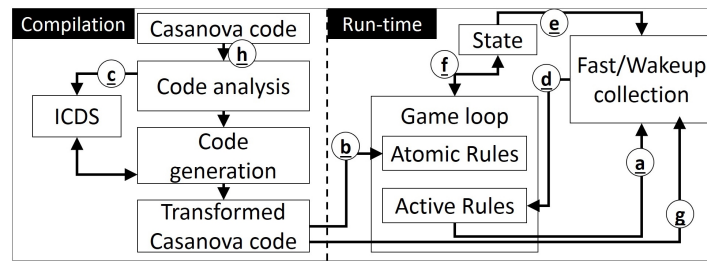 Compilation
Casanova code
h
c
Code analysis
ICDS
Code
generation
Transformed
Casanova code
Run-time
State
e
f
d
Fast/Wakeup
collection
Game loop
b
Atomic Rules
a
Active Rules
g